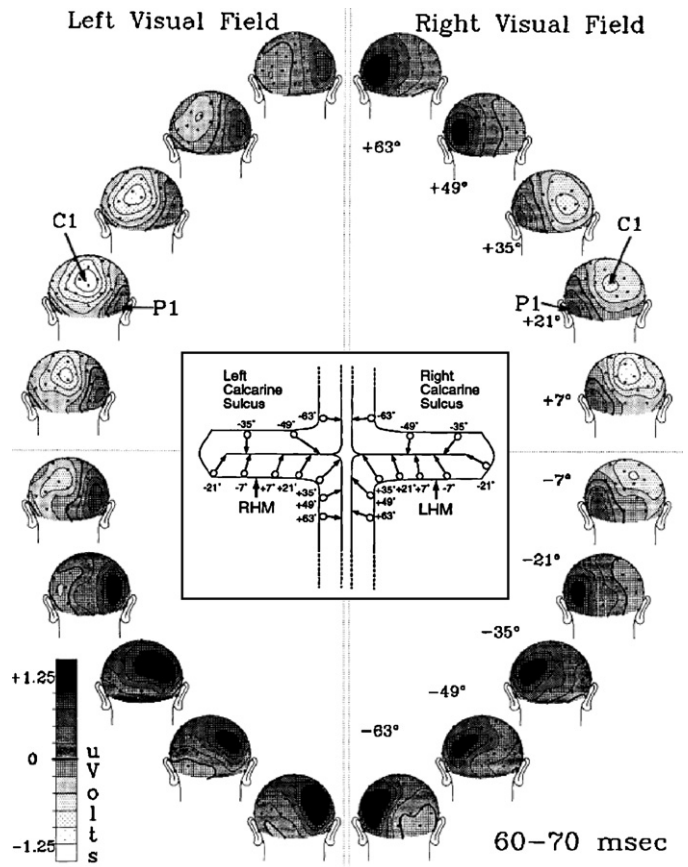 Left Visual Field
Right Visual Field
+63°
+49°
+35°
C1
C1
P1
P1
+21°
+7°
Left
Calcarine
Sulcus
Right
Calcarine
Sulcus
-63° -63°
-35° -49° -49° -35°
-21° -7° +7° +21° +35° +35° +21° +7° -7° -21°
+49° +49°
RHM +63° +63° LHM
-7°
-21°
-35°
-49°
-63°
+1.25
0
-1.25
uVolts
60-70 msec